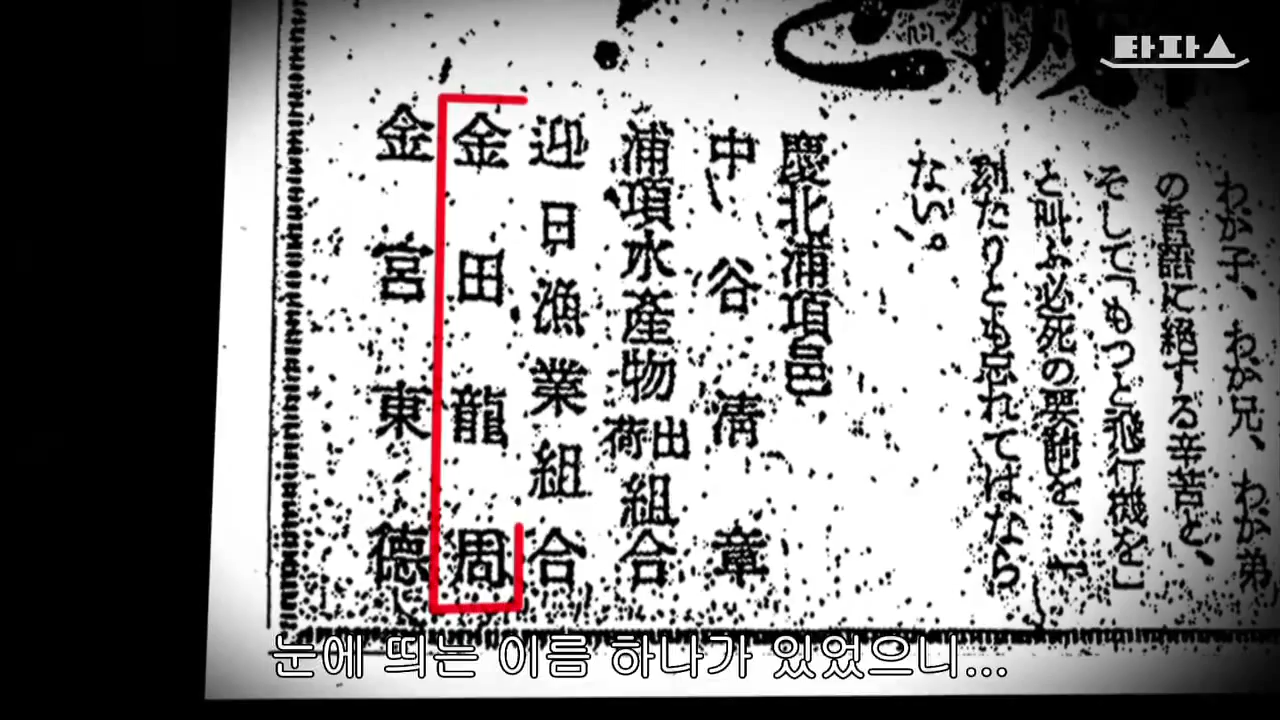 타파스
わが子、わが兄、わが弟
の言語に絶する辛苦と、
そして「もつと飛行機を」
と叫ぶ必死の要請を、一
刻たりとも忘れてはなら
ない。
慶北浦項邑
中谷清章
浦項水産物出荷組合
迎日漁業組合
金田龍周
金宮東德
눈에 띄는 이름 하나가 있었으니...